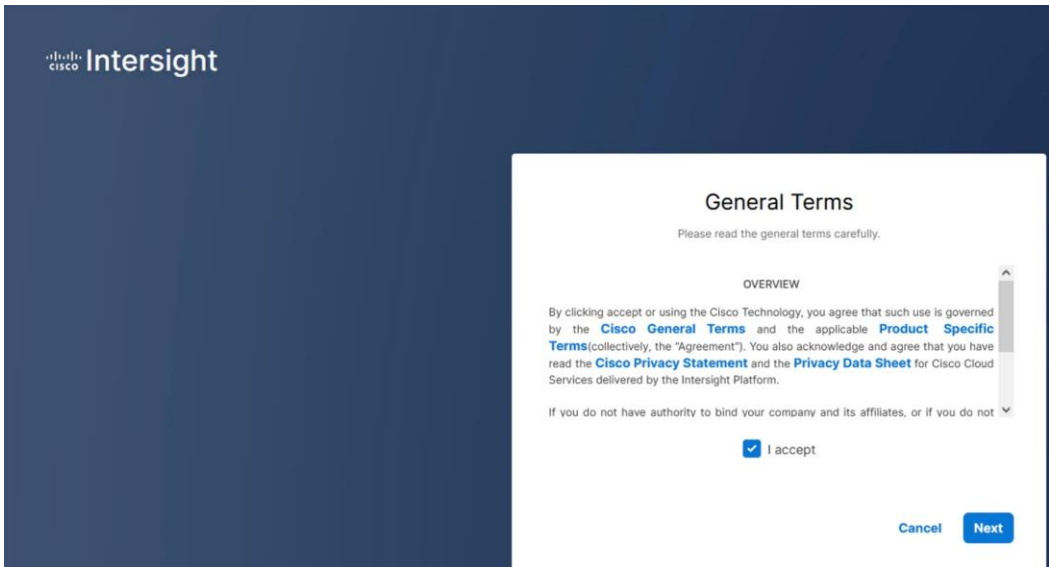 cisco Intersight
General Terms
Please read the general terms carefully.
OVERVIEW
By clicking accept or using the Cisco Technology, you agree that such use is governed
by the Cisco General Terms and the applicable Product Specific
Terms(collectively, the “Agreement”). You also acknowledge and agree that you have
read the Cisco Privacy Statement and the Privacy Data Sheet for Cisco Cloud
Services delivered by the Intersight Platform.
If you do not have authority to bind your company and its affiliates, or if you do not
I accept
Cancel Next